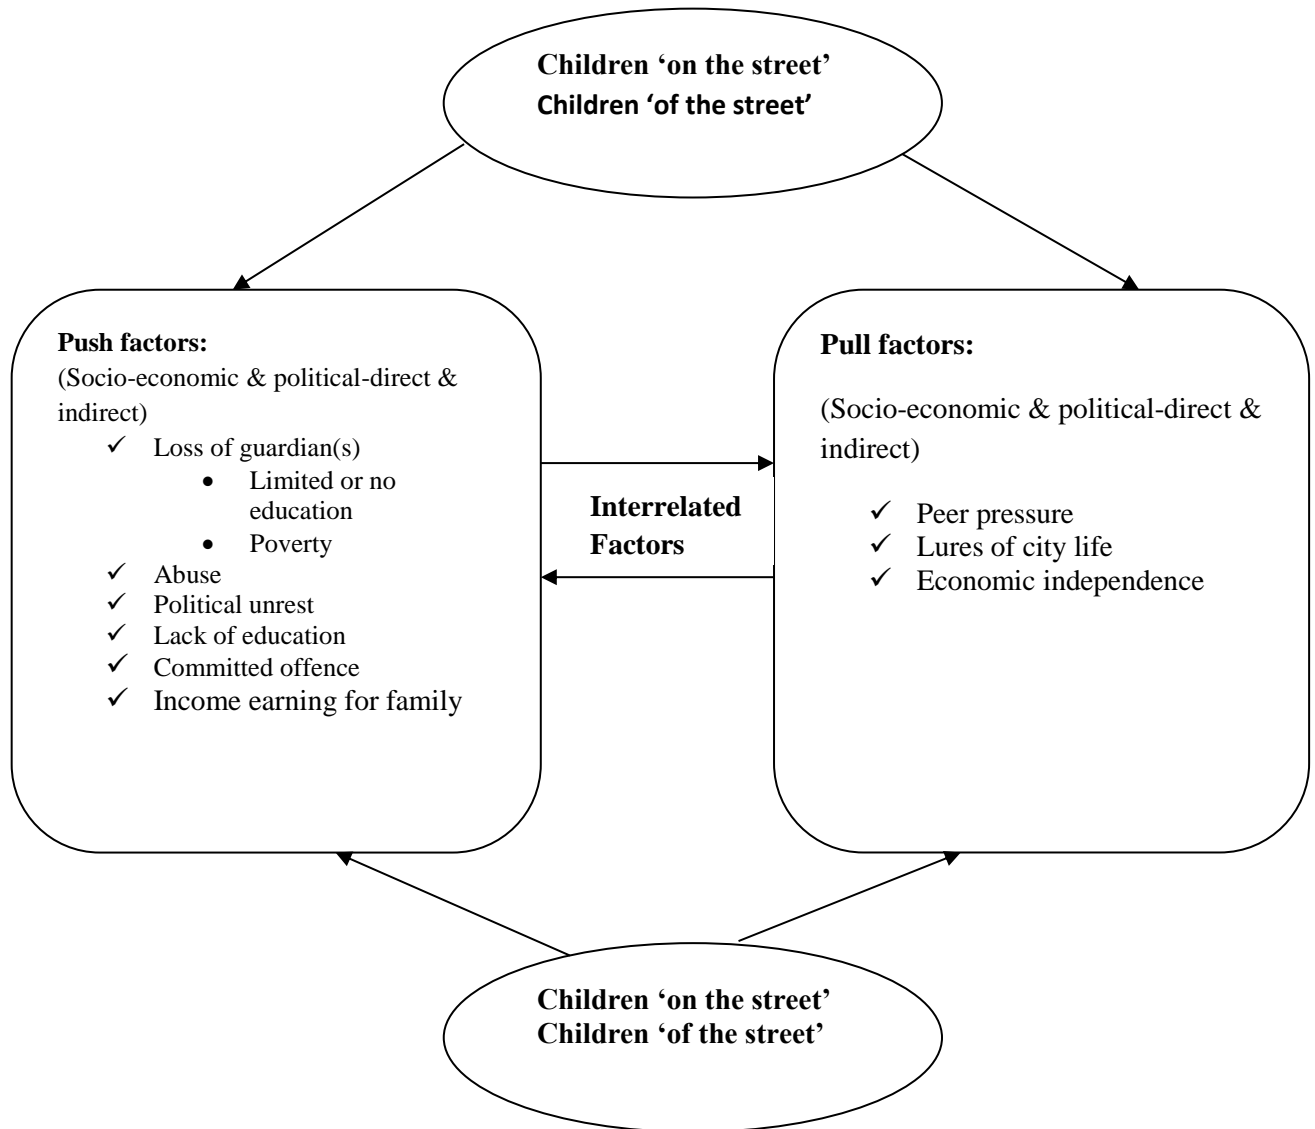 Children ‘on the street’
Children ‘of the street’
Push factors:
(Socio-economic & political-direct &
indirect)
✓ Loss of guardian(s)
• Limited or no
education
• Poverty
✓ Abuse
✓ Political unrest
✓ Lack of education
✓ Committed offence
✓ Income earning for family
Interrelated
Factors
Pull factors:
(Socio-economic & political-direct &
indirect)
✓ Peer pressure
✓ Lures of city life
✓ Economic independence
Children ‘on the street’
Children ‘of the street’